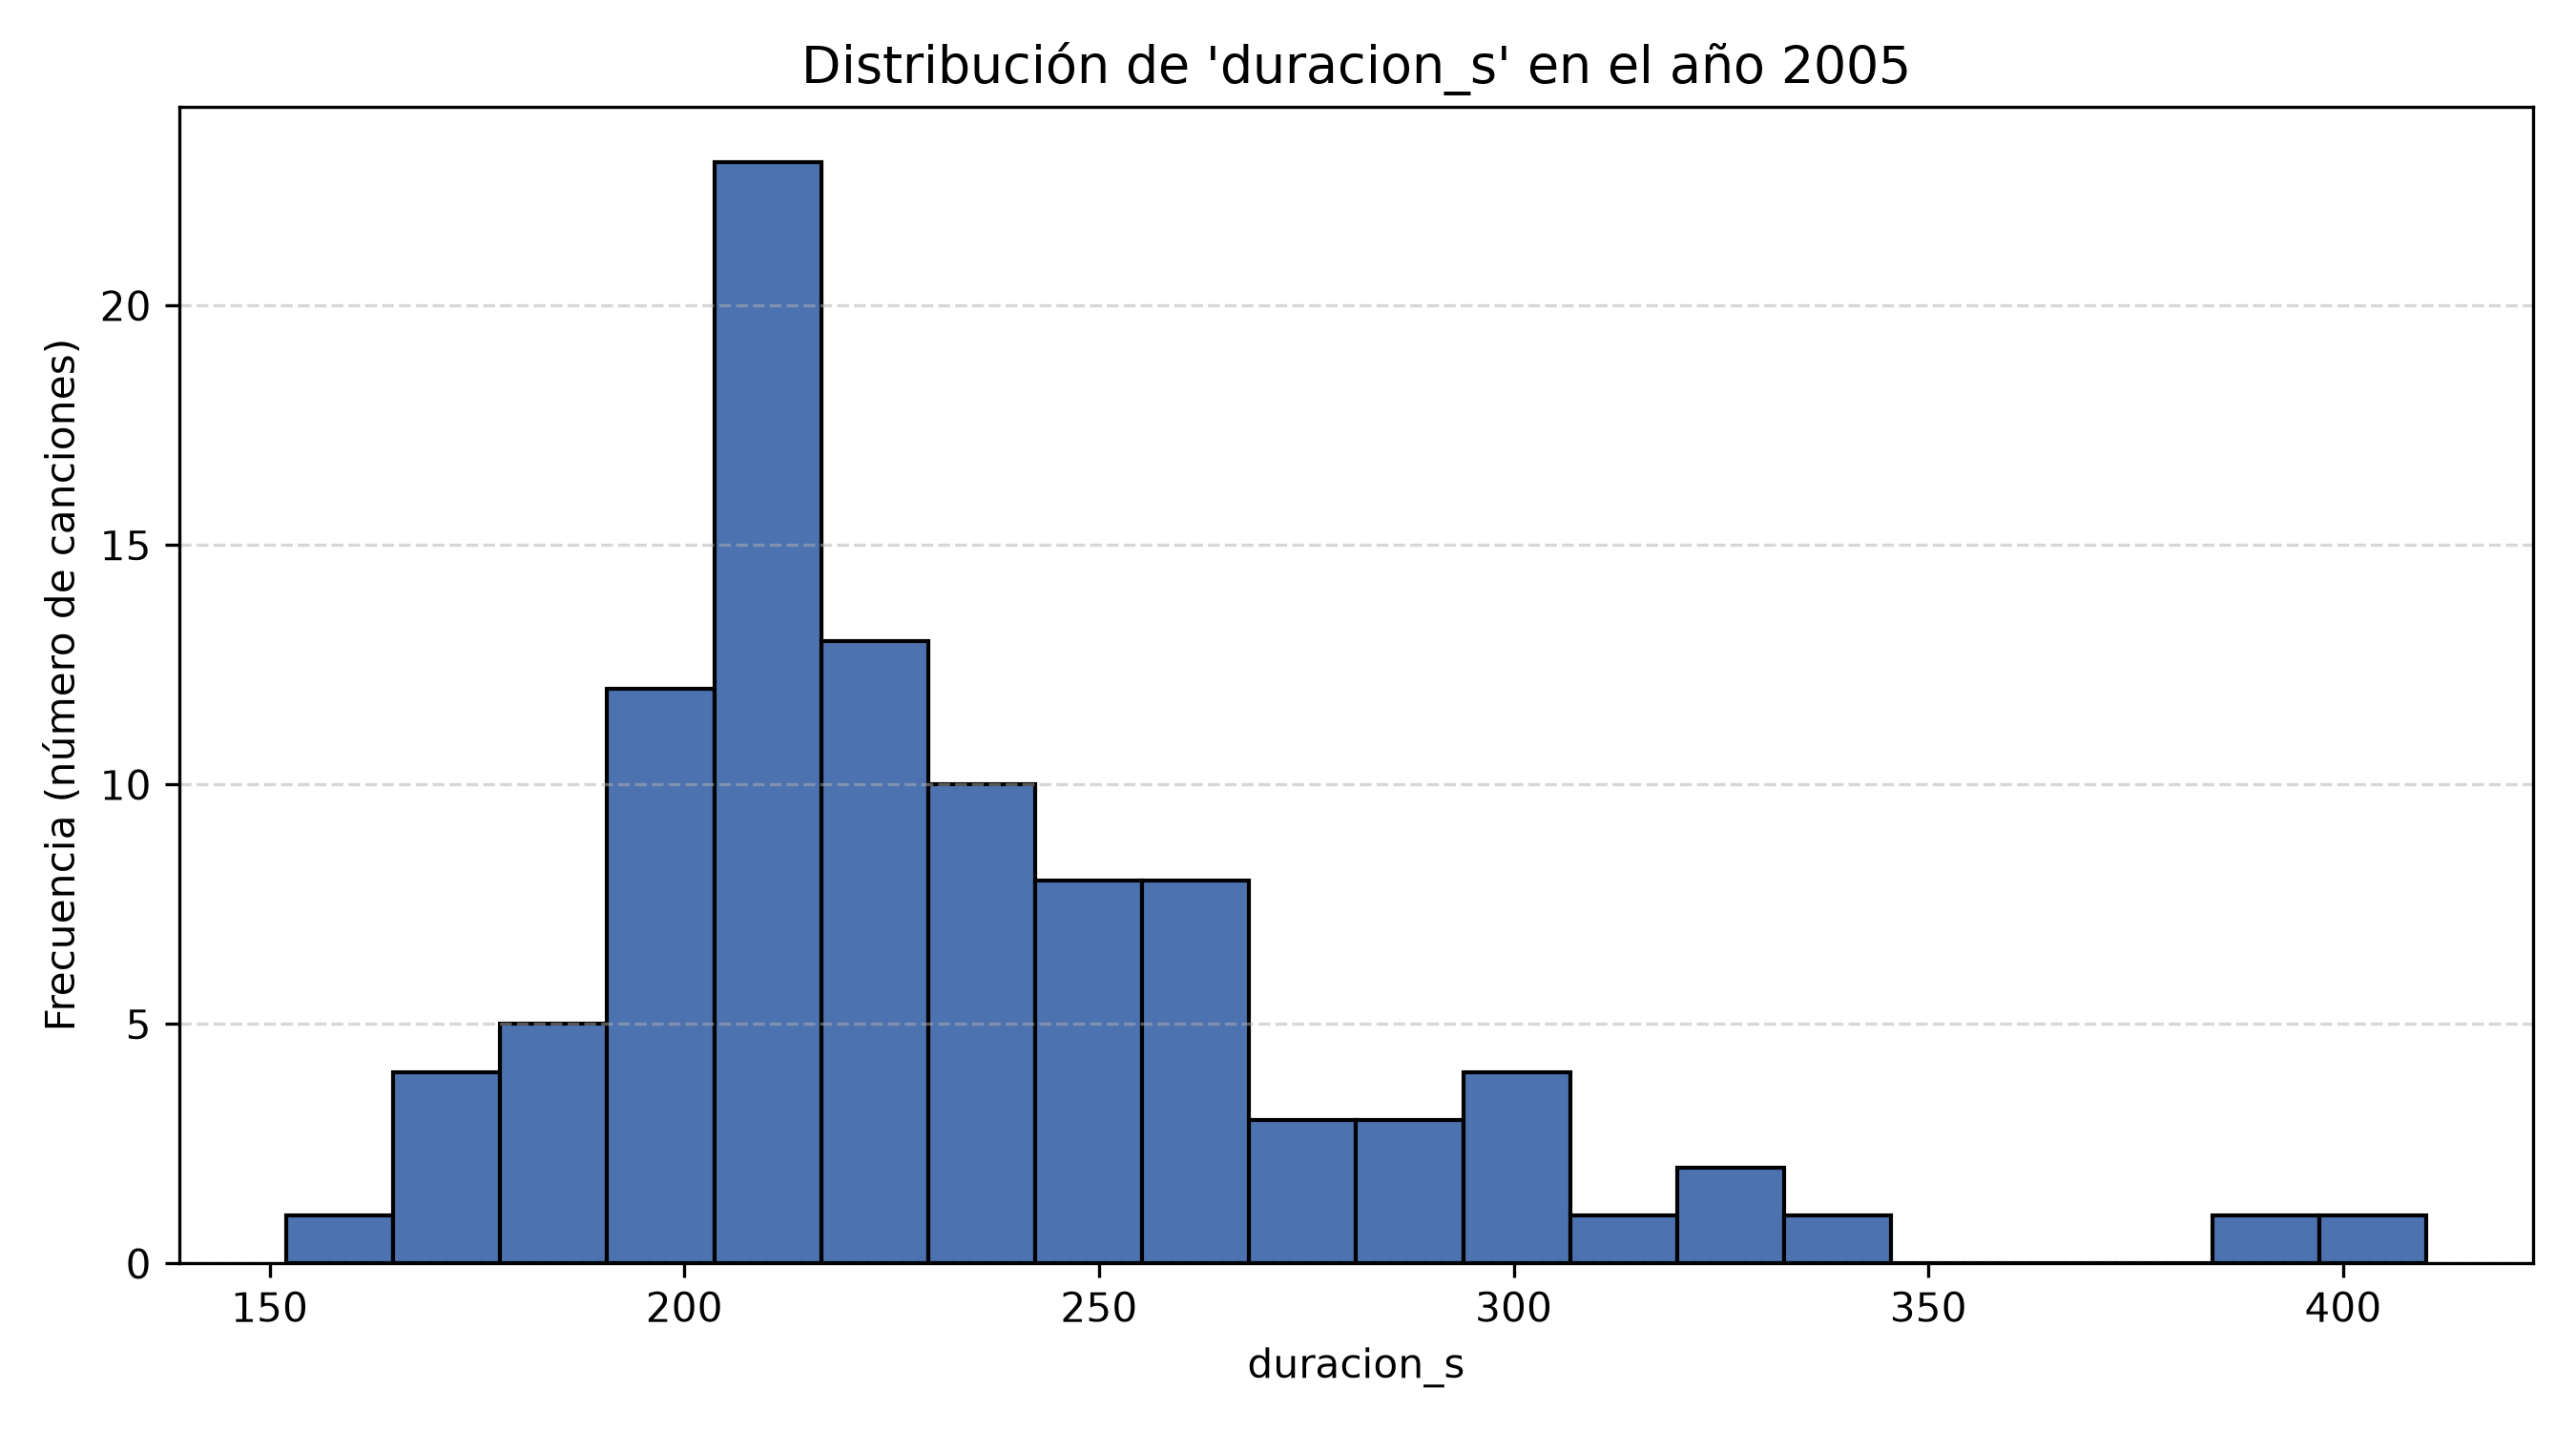 Distribución de 'duracion_s' en el año 2005
Frecuencia (número de canciones)
20
15
10
5
0
150 200 250 300 350 400
duracion_s